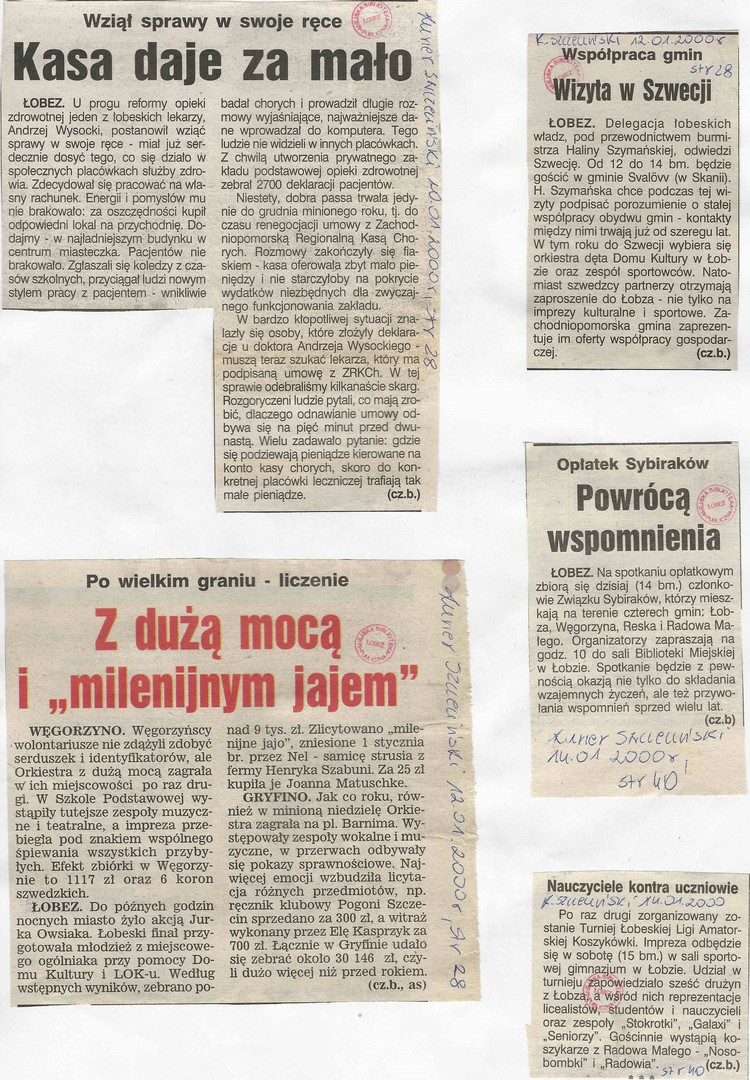 Wziął sprawy w swoje ręce
Kasa daje za mało
ŁOBEZ. U progu reformy opieki
zdrowotnej jeden z łobeskich lekarzy,
Andrzej Wysocki, postanowił wziąć
sprawy w swoje ręce - miał już ser-
decznie dosyć tego, co się działo w
społecznych placówkach służby zdro-
wia. Zdecydował się pracować na wła-
sny rachunek. Energii i pomysłów mu
nie brakowało: za oszczędności kupił
odpowiedni lokal na przychodnię. Do-
dajmy - w najładniejszym budynku w
centrum miasteczka. Pacjentów nie
brakowało. Zgłaszali się koledzy z cza-
sów szkolnych, przyciągał ludzi nowym
stylem pracy z pacjentem - wnikliwie
badał chorych i prowadził długie roz-
mowy wyjaśniające, najważniejsze da-
ne wprowadzał do komputera. Tego
ludzie nie widzieli w innych placówkach.
Z chwilą utworzenia prywatnego za-
kładu podstawowej opieki zdrowotnej
zebrał 2700 deklaracji pacjentów.
Niestety, dobra passa trwała jedy-
nie do grudnia minionego roku, tj. do
czasu renegocjacji umowy z Zachod-
niopomorską Regionalną Kasą Cho-
rych. Rozmowy zakończyły się fia-
skiem - kasa oferowała zbyt mało pie-
niędzy i nie starczyłoby na pokrycie
wydatków niezbędnych dla zwyczaj-
nego funkcjonowania zakładu.
W bardzo kłopotliwej sytuacji zna-
lazły się osoby, które złożyły deklara-
cje u doktora Andrzeja Wysockiego -
muszą teraz szukać lekarza, który ma
podpisaną umowę z ZRKCh. W tej
sprawie odebraliśmy kilkanaście skarg.
Rozgoryczeni ludzie pytali, co mają zro-
bić, dlaczego odnawianie umowy od-
bywa się na pięć minut przed dwu-
nastą. Wielu zadawało pytanie: gdzie
się podziewają pieniądze kierowane na
konto kasy chorych, skoro do kon-
kretnej placówki leczniczej trafiają tak
małe pieniądze. (cz.b.)
Kurier Szczeciński 10.01.2000r, str 28
K. Szczeciński 12.01.2000r
str 28
Współpraca gmin
Wizyta w Szwecji
ŁOBEZ. Delegacja łobeskich
władz, pod przewodnictwem burmi-
strza Haliny Szymańskiej, odwiedzi
Szwecję. Od 12 do 14 bm. będzie
gościć w gminie Svalövv (w Skanii).
H. Szymańska chce podczas tej wi-
zyty podpisać porozumienie o stałej
współpracy obydwu gmin - kontakty
między nimi trwają już od szeregu lat.
W tym roku do Szwecji wybiera się
orkiestra dęta Domu Kultury w Łob-
zie oraz zespół sportowców. Nato-
miast szwedzcy partnerzy otrzymają
zaproszenie do Łobza - nie tylko na
imprezy kulturalne i sportowe. Za-
chodniopomorska gmina zaprezen-
tuje im oferty współpracy gospodar-
czej. (cz.b.)
Opłatek Sybiraków
Powrócą
wspomnienia
ŁOBEZ. Na spotkaniu opłatkowym
zbiorą się dzisiaj (14 bm.) członko-
wie Związku Sybiraków, którzy miesz-
kają na terenie czterech gmin: Łob-
za, Węgorzyna, Reska i Radowa Ma-
łego. Organizatorzy zapraszają na
godz. 10 do sali Biblioteki Miejskiej
w Łobzie. Spotkanie będzie z pew-
nością okazją nie tylko do składania
wzajemnych życzeń, ale też przywo-
łania wspomnień sprzed wielu lat.
(cz.b)
Kurier Szczeciński
14.01.2000r,
str 40
Po wielkim graniu - liczenie
Z dużą mocą
i „milenijnym jajem”
WĘGORZYNO. Węgorzyńscy
wolontariusze nie zdążyli zdobyć
serduszek i identyfikatorów, ale
Orkiestra z dużą mocą zagrała
w ich miejscowości po raz dru-
gi. W Szkole Podstawowej wy-
stąpiły tutejsze zespoły muzycz-
ne i teatralne, a impreza prze-
biegła pod znakiem wspólnego
śpiewania wszystkich przyby-
łych. Efekt zbiórki w Węgorzy-
nie to 1117 zł oraz 6 koron
szwedzkich.
ŁOBEZ. Do późnych godzin
nocnych miasto żyło akcją Jur-
ka Owsiaka. Łobeski finał przy-
gotowała młodzież z miejscowe-
go ogólniaka przy pomocy Do-
mu Kultury i LOK-u. Według
wstępnych wyników, zebrano po-
nad 9 tys. zł. Zlicytowano „mile-
nijne jajo”, zniesione 1 stycznia
br. przez Nel - samicę strusia z
fermy Henryka Szabuni. Za 25 zł
kupiła je Joanna Matuschke.
GRYFINO. Jak co roku, rów-
nież w minioną niedzielę Orkie-
stra zagrała na pl. Barnima. Wy-
stępowały zespoły wokalne i mu-
zyczne, w przerwach odbywały
się pokazy sprawnościowe. Naj-
więcej emocji wzbudziła licyta-
cja różnych przedmiotów, np.
ręcznik klubowy Pogoni Szcze-
cin sprzedano za 300 zł, a witraż
wykonany przez Elę Kasprzyk za
700 zł. Łącznie w Gryfinie udało
się zebrać około 30 146 zł, czy-
li dużo więcej niż przed rokiem.
(cz.b., as)
Kurier Szczeciński 12.01.2000r, str 28
Nauczyciele kontra uczniowie
K. Szczeciński, 14.01.2000
Po raz drugi zorganizowany zo-
stanie Turniej Łobeskiej Ligi Amator-
skiej Koszykówki. Impreza odbędzie
się w sobotę (15 bm.) w sali sporto-
wej gimnazjum w Łobzie. Udział w
turnieju zapowiedziało sześć drużyn
z Łobza, a wśród nich reprezentacje
licealistów, studentów i nauczycieli
oraz zespoły „Stokrotki”, „Galaxi” i
„Seniorzy”. Gościnnie wystąpią ko-
szykarze z Radowa Małego - „Noso-
bombki” i „Radowia”. (cz.b.)
str 40
* * *